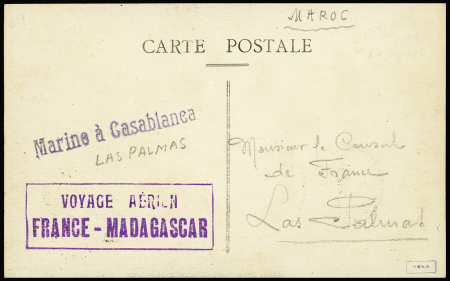 MAROC
CARTE POSTALE
Marine à Casablanca
LAS PALMAS
VOYAGE AÉRIEN
FRANCE - MADAGASCAR
Monsieur le Consul
de France
Las Palmas